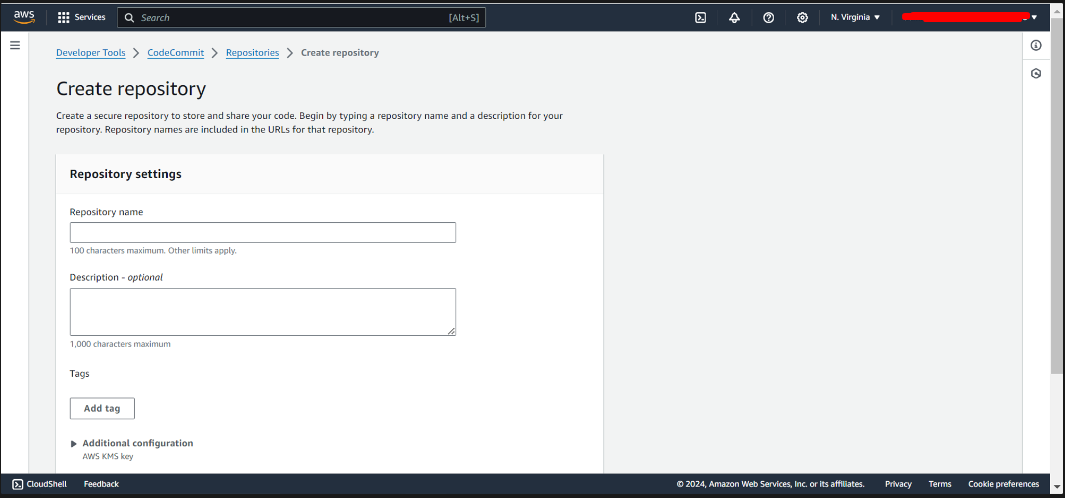 aws
Services
Search
[Alt+S]
N. Virginia
Developer Tools
CodeCommit
Repositories
Create repository
Create repository
Create a secure repository to store and share your code. Begin by typing a repository name and a description for your
repository. Repository names are included in the URLs for that repository.
Repository settings
Repository name
100 characters maximum. Other limits apply.
Description - optional
1,000 characters maximum
Tags
Add tag
Additional configuration
AWS KMS key
CloudShell
Feedback
© 2024, Amazon Web Services, Inc. or its affiliates.
Privacy
Terms
Cookie preferences